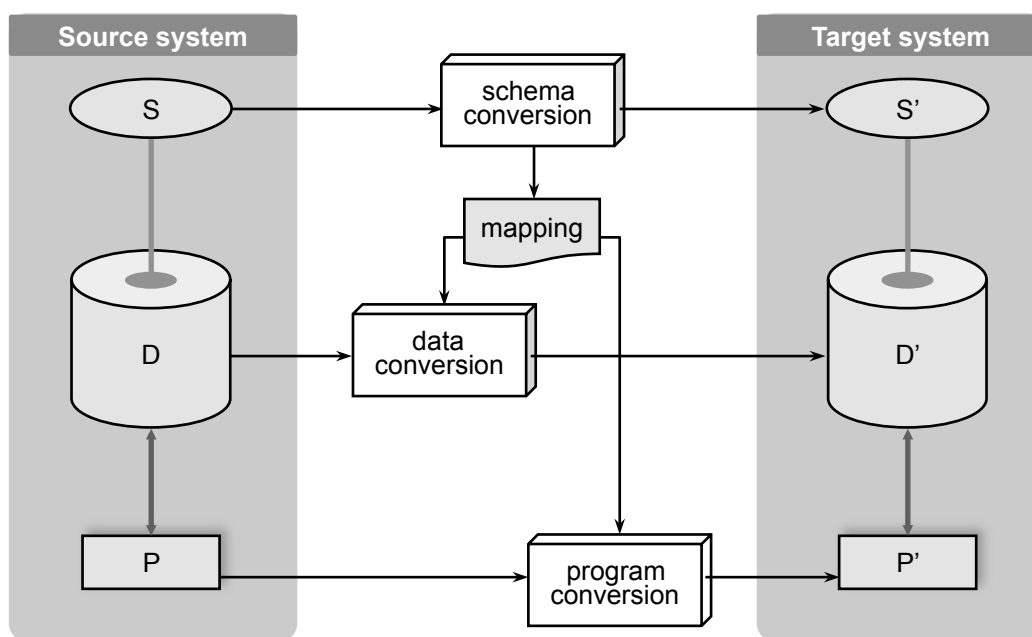 Source system
Target system
S
schema
conversion
S’
mapping
D
data
conversion
D’
P
program
conversion
P’